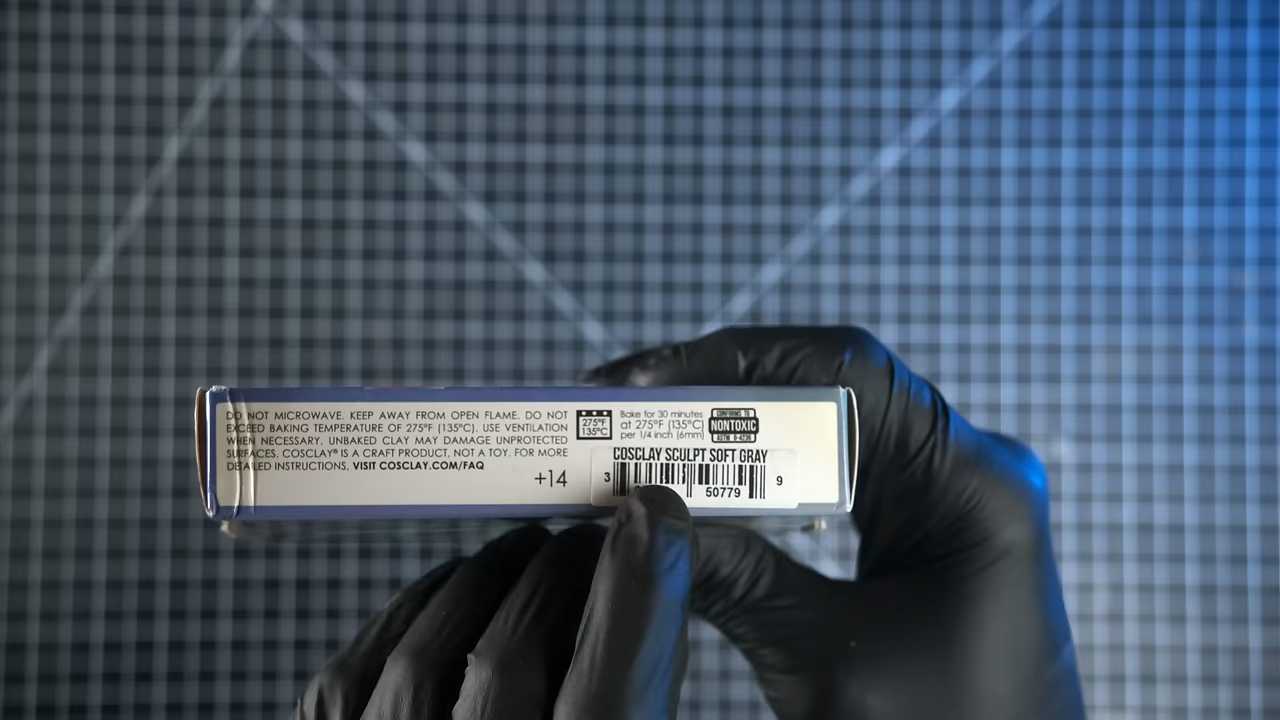 DO NOT MICROWAVE. KEEP AWAY FROM OPEN FLAME. DO NOT
EXCEED BAKING TEMPERATURE OF 275°F (135°C). USE VENTILATION
WHEN NECESSARY. UNBAKED CLAY MAY DAMAGE UNPROTECTED
SURFACES. COSCLAY® IS A CRAFT PRODUCT, NOT A TOY. FOR MORE
DETAILED INSTRUCTIONS, VISIT COSCLAY.COM/FAQ
+14
275°F
135°C
Bake for 30 minutes
at 275°F (135°C)
per 1/4 inch (6mm)
CONFORMS TO
NONTOXIC
ASTM D-4236
COSCLAY SCULPT SOFT GRAY
3 50779 9